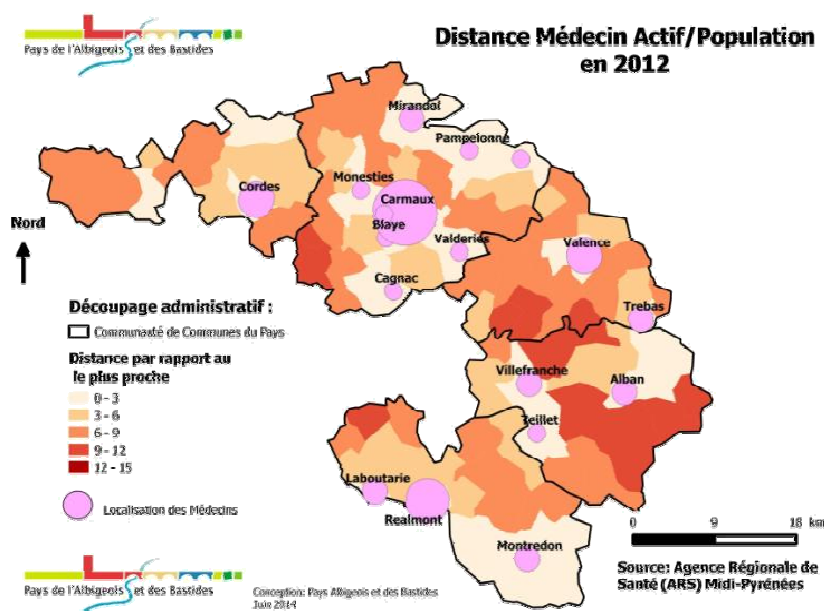 Pays de l'Albigeois et des Bastides
Distance Médecin Actif/Population
en 2012
Mirandol
Pampelonne
Monesties
Cordes
Carmaux
Blaye
Nord
Valderies
Valence
Cagnac
Trebas
Découpage administratif :
Communauté de Communes du Pays
Distance par rapport au
le plus proche
0 - 3
3 - 6
6 - 9
9 - 12
12 - 15
Localisation des Médecins
Villefranche
Alban
Teillet
Laboutarie
Realmont
Montredon
0 9 18 km
Source: Agence Régionale de
Santé (ARS) Midi-Pyrénées
Pays de l'Albigeois et des Bastides
Conception: Pays Albigeois et des Bastides
Juin 2014